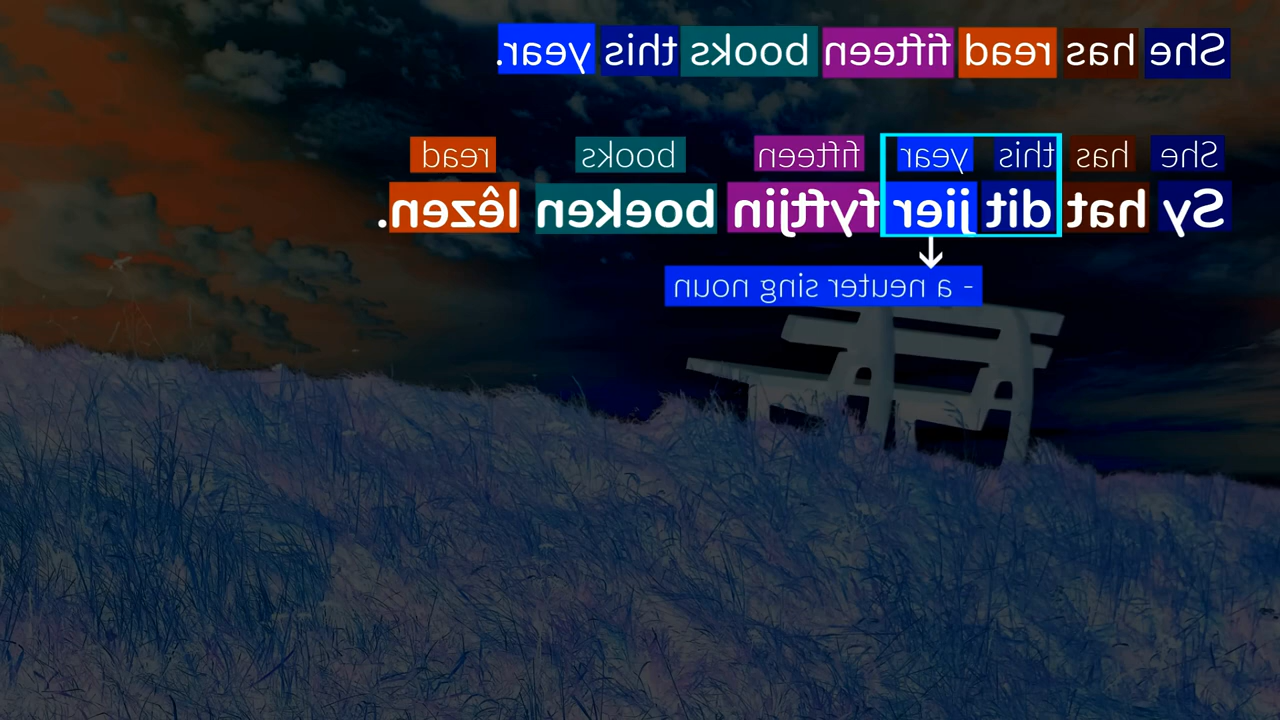 She has read fifteen books this year.
She has this year fifteen books read
Sy hat dit jier fyftjin boeken lêzen.
- a neuter sing noun